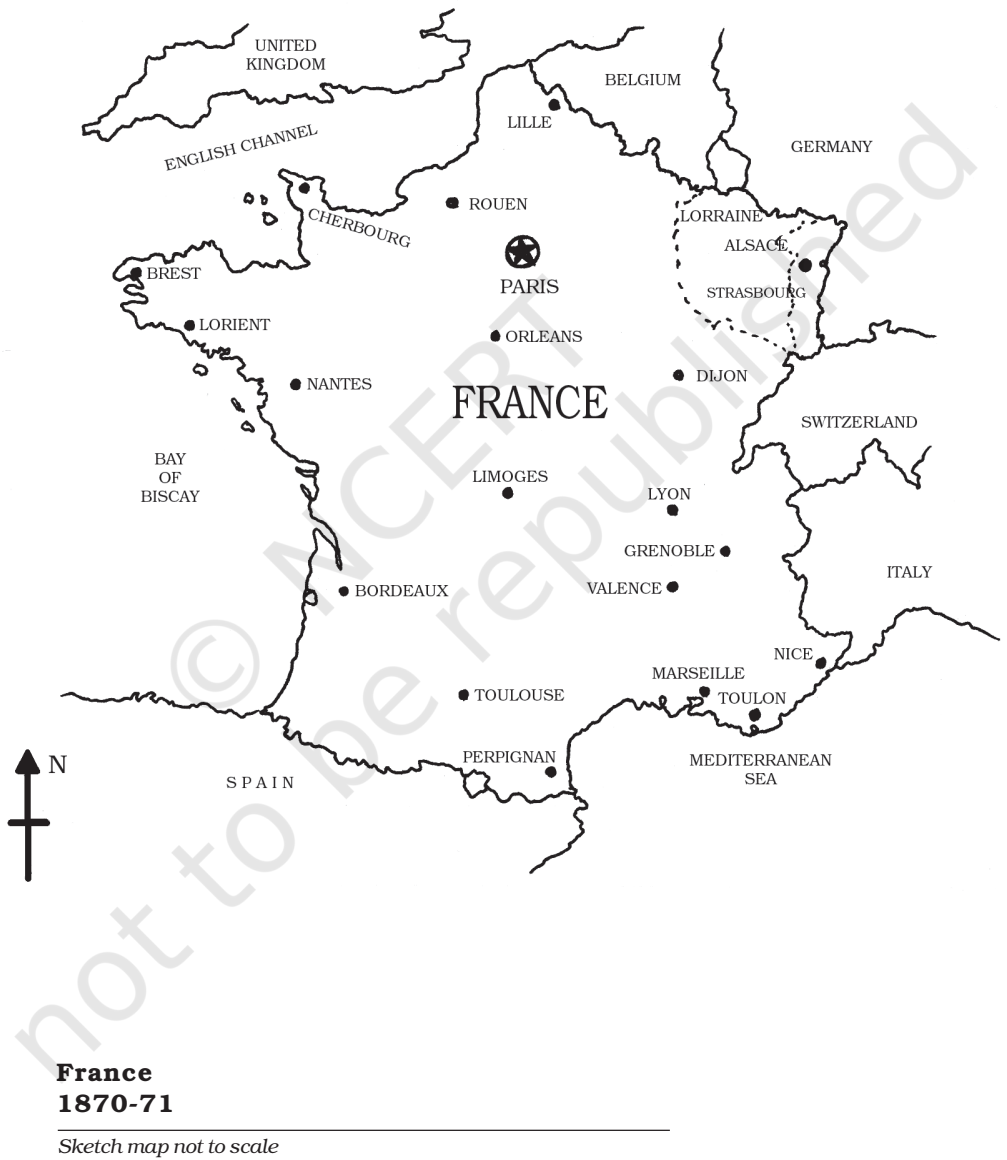 UNITED
KINGDOM
BELGIUM
LILLE
ENGLISH CHANNEL
GERMANY
ROUEN
CHERBOURG
LORRAINE
ALSACE
BREST
PARIS
STRASBOURG
LORIENT
ORLEANS
NANTES
DIJON
FRANCE
SWITZERLAND
BAY
OF
BISCAY
LIMOGES
LYON
GRENOBLE
ITALY
VALENCE
BORDEAUX
NICE
MARSEILLE
TOULOUSE
TOULON
PERPIGNAN
MEDITERRANEAN
SEA
N
SPAIN
© NCERT
not to be republished
France
1870-71
Sketch map not to scale